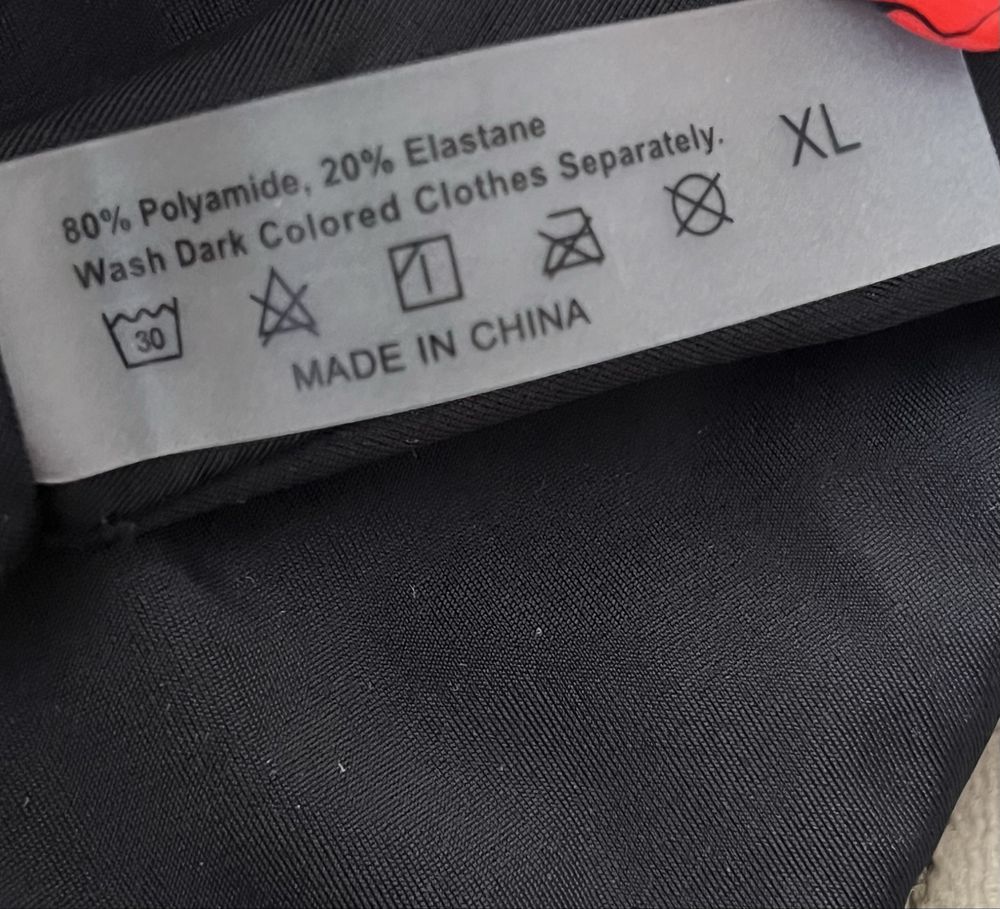 80% Polyamide, 20% Elastane
Wash Dark Colored Clothes Separately.
XL
30
MADE IN CHINA